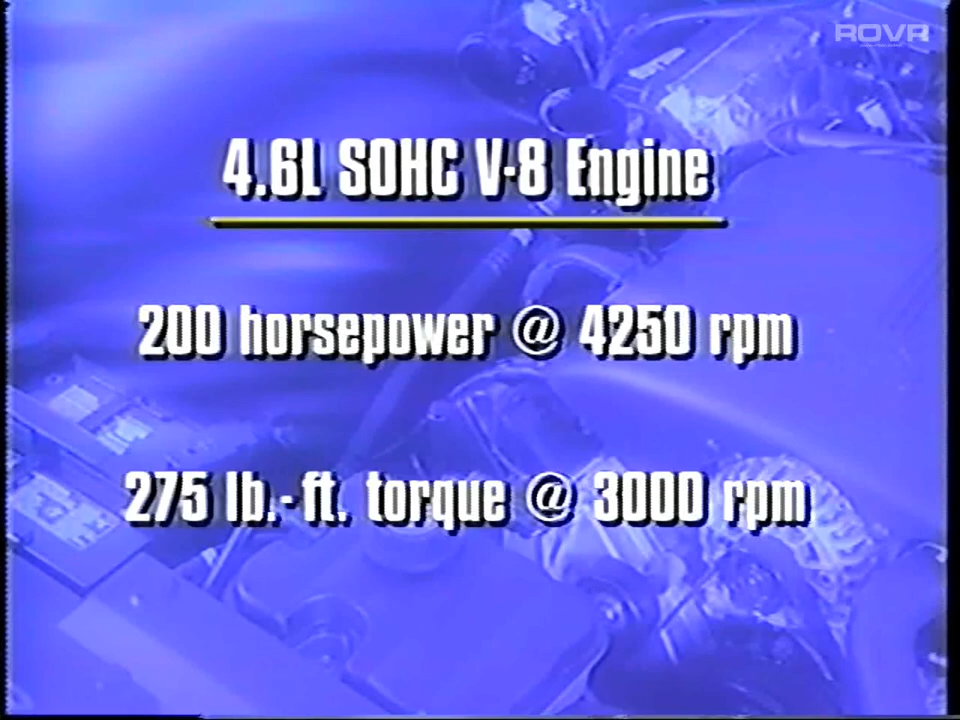 ROVR
4.6L SOHC V-8 Engine
200 horsepower @ 4250 rpm
275 lb.-ft. torque @ 3000 rpm